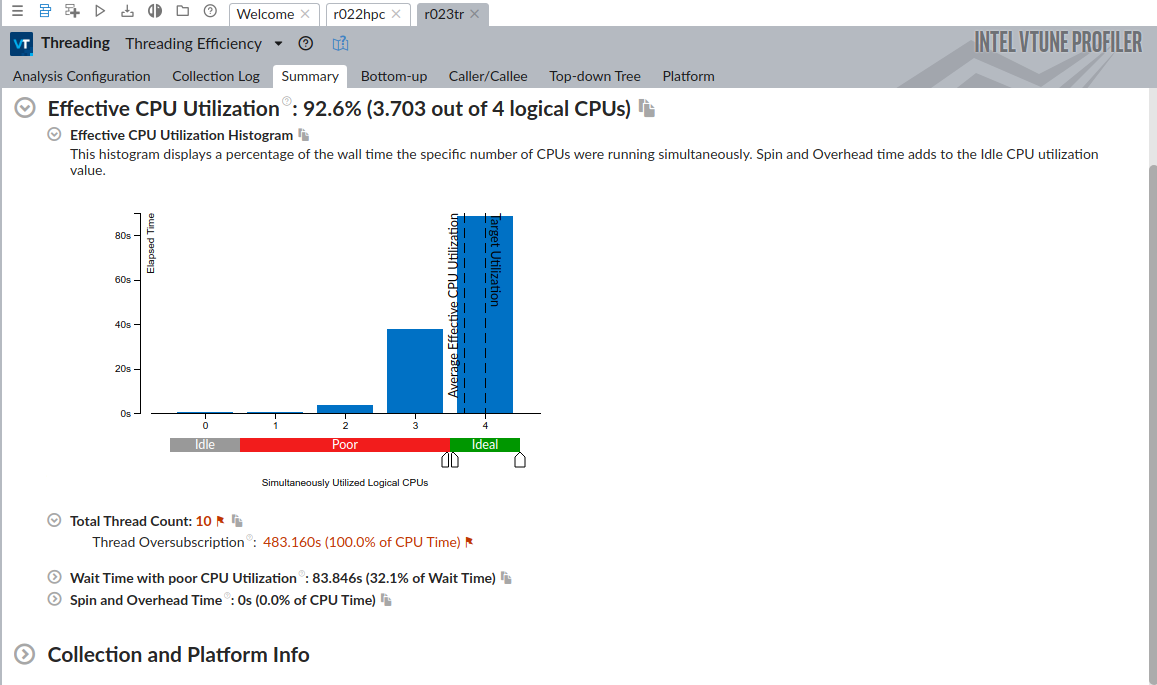 Welcome
r022hpc
r023tr
VT
Threading
Threading Efficiency
INTEL VTUNE PROFILER
Analysis Configuration
Collection Log
Summary
Bottom-up
Caller/Callee
Top-down Tree
Platform
Effective CPU Utilization : 92.6% (3.703 out of 4 logical CPUs)
Effective CPU Utilization Histogram
This histogram displays a percentage of the wall time the specific number of CPUs were running simultaneously. Spin and Overhead time adds to the Idle CPU utilization
value.
Elapsed Time
80s
60s
40s
20s
0s
Average Effective CPU Utilization
Target Utilization
0 1 2 3 4
Idle Poor Ideal
Simultaneously Utilized Logical CPUs
Total Thread Count: 10
Thread Oversubscription : 483.160s (100.0% of CPU Time)
Wait Time with poor CPU Utilization : 83.846s (32.1% of Wait Time)
Spin and Overhead Time : 0s (0.0% of CPU Time)
Collection and Platform Info